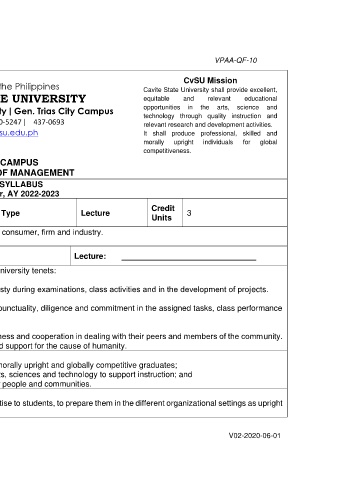 VPAA-QF-10
the Philippines
E UNIVERSITY
ty | Gen. Trias City Campus
0-5247 | 437-0693
su.edu.ph
CvSU Mission
Cavite State University shall provide excellent,
equitable and relevant educational
opportunities in the arts, science and
technology through quality instruction and
relevant research and development activities.
It shall produce professional, skilled and
morally upright individuals for global
competitiveness.
CAMPUS
OF MANAGEMENT
SYLLABUS
r, AY 2022-2023
Type Lecture Credit Units 3
consumer, firm and industry.
Lecture:
niversity tenets:
sty during examinations, class activities and in the development of projects.
punctuality, diligence and commitment in the assigned tasks, class performance
ness and cooperation in dealing with their peers and members of the community.
d support for the cause of humanity.
morally upright and globally competitive graduates;
s, sciences and technology to support instruction; and
people and communities.
tise to students, to prepare them in the different organizational settings as upright
V02-2020-06-01